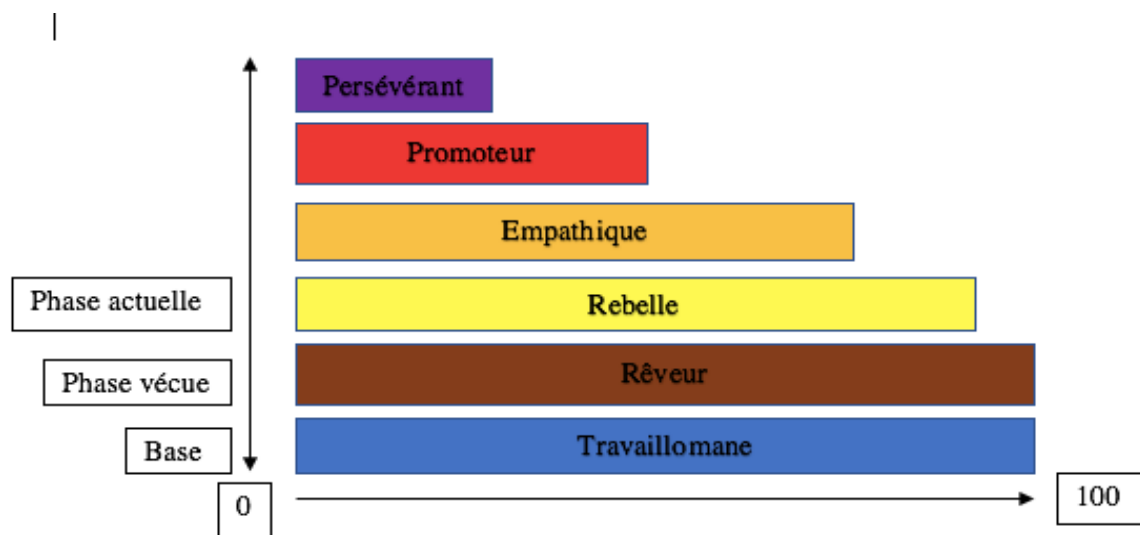 Persévérant
Promoteur
Empathique
Phase actuelle
Rebelle
Phase vécue
Rêveur
Base
Travaillomane
0
100